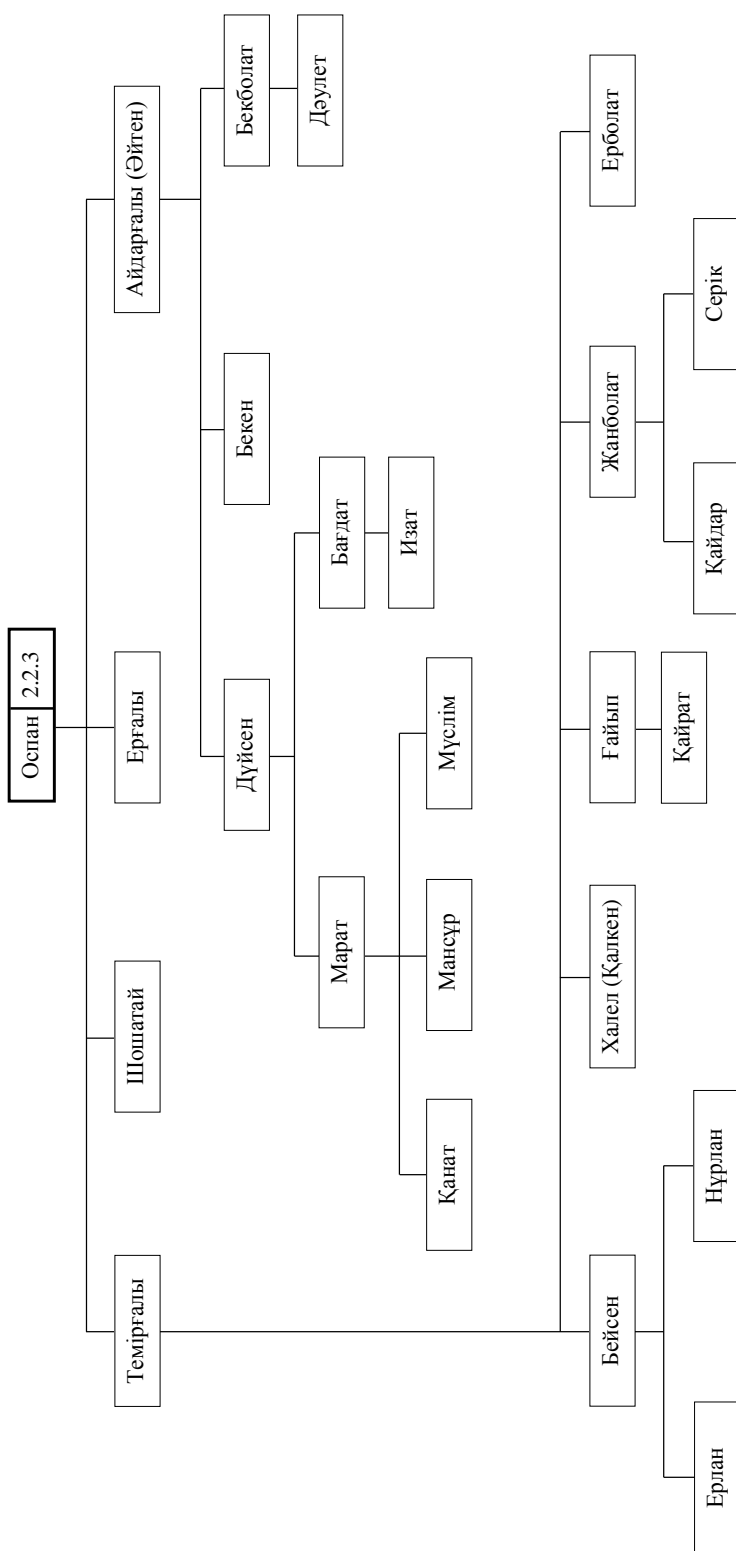 Оспан 2.2.3
Темірғалы
Шошатай
Ерғалы
Айдарғалы (Әйтен)
Дүйсен
Бекен
Бекболат
Марат
Бағдат
Дәулет
Қанат
Мансұр
Мүслім
Изат
Бейсен
Халел (Қалкен)
Ғайып
Жанболат
Ерболат
Ерлан
Нұрлан
Қайрат
Қайдар
Серік